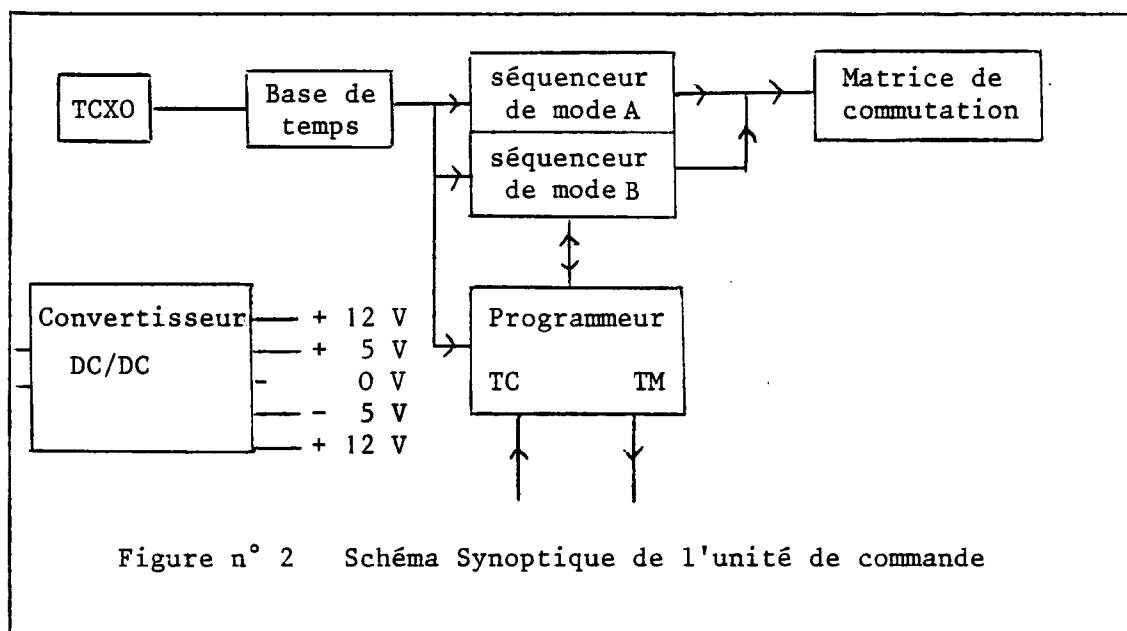 TCXO
Base de
temps
séquenceur
de mode A
séquenceur
de mode B
Matrice de
commutation
Convertisseur
DC/DC
+ 12 V
+ 5 V
- 0 V
- 5 V
+ 12 V
Programmeur
TC TM
Figure n° 2 Schéma Synoptique de l'unité de commande